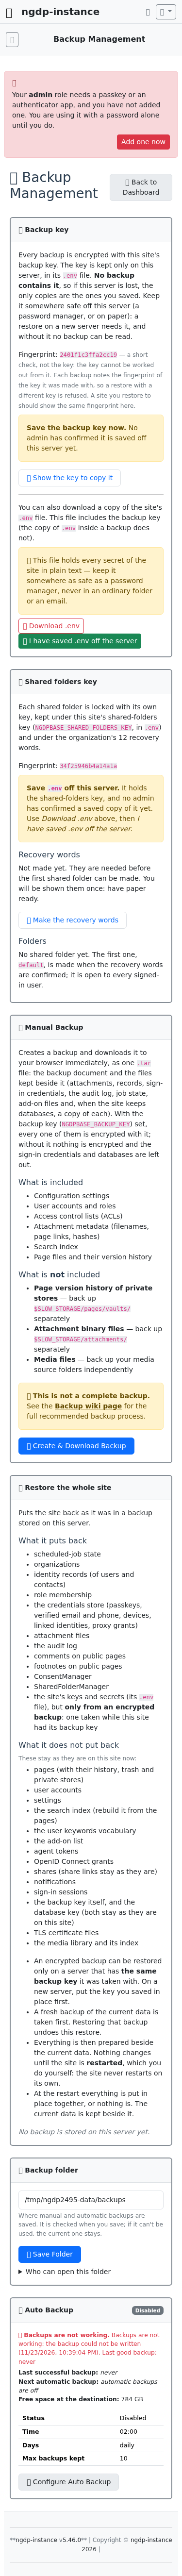 ngdp-instance
Backup Management
Your admin role needs a passkey or an
authenticator app, and you have not added
one. You are using it with a password alone
until you do.
Add one now
Backup
Management
Back to
Dashboard
Backup key
Every backup is encrypted with this site's
backup key. The key is kept only on this
server, in its .env file. No backup
contains it, so if this server is lost, the
only copies are the ones you saved. Keep
it somewhere safe off this server (a
password manager, or on paper): a
restore on a new server needs it, and
without it no backup can be read.
Fingerprint: 2401f1c3ffa2cc19 — a short
check, not the key: the key cannot be worked
out from it. Each backup notes the fingerprint of
the key it was made with, so a restore with a
different key is refused. A site you restore to
should show the same fingerprint here.
Save the backup key now. No
admin has confirmed it is saved off
this server yet.
Show the key to copy it
You can also download a copy of the site's
.env file. This file includes the backup key
(the copy of .env inside a backup does
not).
This file holds every secret of the
site in plain text — keep it
somewhere as safe as a password
manager, never in an ordinary folder
or an email.
Download .env
I have saved .env off the server
Shared folders key
Each shared folder is locked with its own
key, kept under this site's shared-folder
key (NGDPBASE_SHARED_FOLDERS_KEY, in .env)
and under the organization's 12 recovery
words.
Fingerprint: 34f25946b4a14a1a
Save .env off this server. It holds
the shared-folders key, and no admin
has confirmed a saved copy of it yet.
Use Download .env above, then I
have saved .env off the server.
Recovery words
Not made yet. They are needed before
the first shared folder can be made. You
will be shown them once: have paper
ready.
Make the recovery words
Folders
No shared folder yet. The first one,
default, is made when the recovery words
are confirmed; it is open to every signed-
in user.
Manual Backup
Creates a backup and downloads it to
your browser immediately, as one .tar
file: the backup document and the files
kept beside it (attachments, records, sign-
in credentials, the audit log, job state,
add-on files and, when the site keeps
databases, a copy of each). With the
backup key (NGDPBASE_BACKUP_KEY) set,
every one of them is encrypted with it;
without it nothing is encrypted and the
sign-in credentials and databases are left
out.
What is included
Configuration settings
User accounts and roles
Access control lists (ACLs)
Attachment metadata (filenames,
page links, hashes)
Search index
Page files and their version history
What is not included
Page version history of private
stores — back up
$SLOW_STORAGE/pages/vaults/
separately
Attachment binary files — back up
$SLOW_STORAGE/attachments/
separately
Media files — back up your media
source folders independently
This is not a complete backup.
See the Backup wiki page for the
full recommended backup process.
Create & Download Backup
Restore the whole site
Puts the site back as it was in a backup
stored on this server.
What it puts back
scheduled-job state
organizations
identity records (of users and
contacts)
role membership
the credentials store (passkeys,
verified email and phone, devices,
linked identities, proxy grants)
attachment files
the audit log
comments on public pages
footnotes on public pages
ConsentManager
SharedFolderManager
the site's keys and secrets (its .env
file), but only from an encrypted
backup: one taken while this site
had its backup key
What it does not put back
These stay as they are on this site now:
pages (with their history, trash and
private stores)
user accounts
settings
the search index (rebuild it from the
pages)
the user keywords vocabulary
the add-on list
agent tokens
OpenID Connect grants
shares (share links stay as they are)
notifications
sign-in sessions
the backup key itself, and the
database key (both stay as they are
on this site)
TLS certificate files
the media library and its index
An encrypted backup can be restored
only on a server that has the same
backup key it was taken with. On a
new server, put the key you saved in
place first.
A fresh backup of the current data is
taken first. Restoring that backup
undoes this restore.
Everything is then prepared beside
the current data. Nothing changes
until the site is restarted, which you
do yourself: the site never restarts on
its own.
At the restart everything is put in
place together, or nothing is. The
current data is kept beside it.
No backup is stored on this server yet.
Backup folder
/tmp/ngdp2495-data/backups
Where manual and automatic backups are
saved. It is checked when you save; if it can't be
used, the current one stays.
Save Folder
Who can open this folder
Auto Backup
Disabled
Backups are not working. Backups are not
working: the backup could not be written
(11/23/2026, 10:39:04 PM). Last good backup:
never
Last successful backup: never
Next automatic backup: automatic backups
are off
Free space at the destination: 784 GB
Status Disabled
Time 02:00
Days daily
Max backups kept 10
Configure Auto Backup
**ngdp-instance v5.46.0** | Copyright © ngdp-instance
2026 |